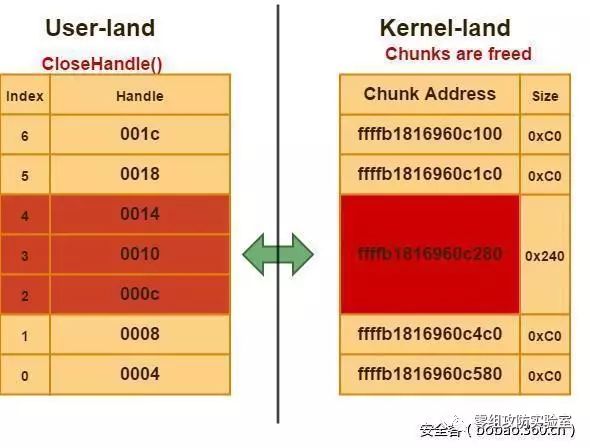 User-land
Kernel-land
CloseHandle()
Chunks are freed
Index Handle
Chunk Address Size
6 001c
ffffb1816960c100 0xC0
5 0018
ffffb1816960c1c0 0xC0
4 0014
3 0010
ffffb1816960c280 0x240
2 000c
1 0008
ffffb1816960c4c0 0xC0
0 0004
ffffb1816960c580 0xC0
零组攻防实验室
安全客 ( bobao.360.cn )